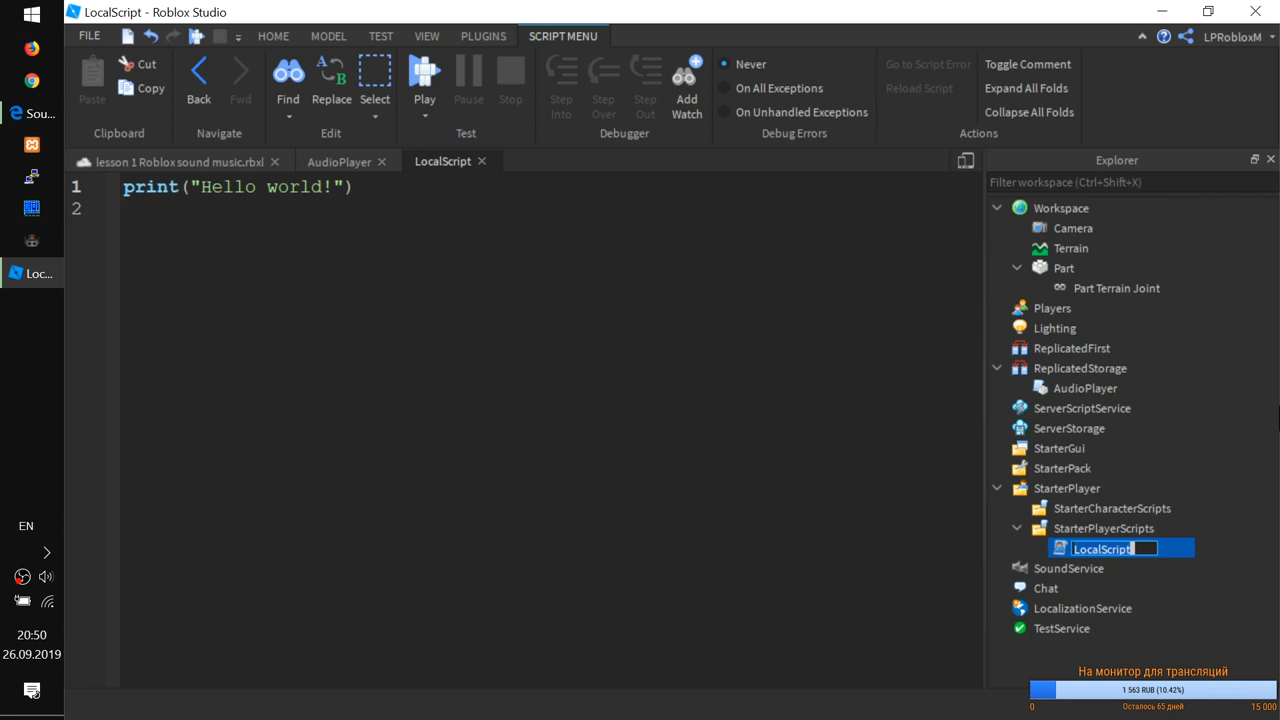 LocalScript - Roblox Studio
FILE HOME MODEL TEST VIEW PLUGINS SCRIPT MENU LPRobloxM
Paste Cut Copy Clipboard
Back Fwd Navigate
Find Replace Select Edit
Play Pause Stop Test
Step Into Step Over Step Out Add Watch Debugger
Never
On All Exceptions
On Unhandled Exceptions
Debug Errors
Go to Script Error
Reload Script
Toggle Comment
Expand All Folds
Collapse All Folds
Actions
lesson 1 Roblox sound music.rbxl AudioPlayer LocalScript
1 print("Hello world!")
2
Explorer
Filter workspace (Ctrl+Shift+X)
Workspace
Camera
Terrain
Part
Part Terrain Joint
Players
Lighting
ReplicatedFirst
ReplicatedStorage
AudioPlayer
ServerScriptService
ServerStorage
StarterGui
StarterPack
StarterPlayer
StarterCharacterScripts
StarterPlayerScripts
LocalScript
SoundService
Chat
LocalizationService
TestService
Sou...
Loc...
EN
20:50
26.09.2019
На монитор для трансляций
1 563 RUB (10.42%)
0 Осталось 65 дней 15 000